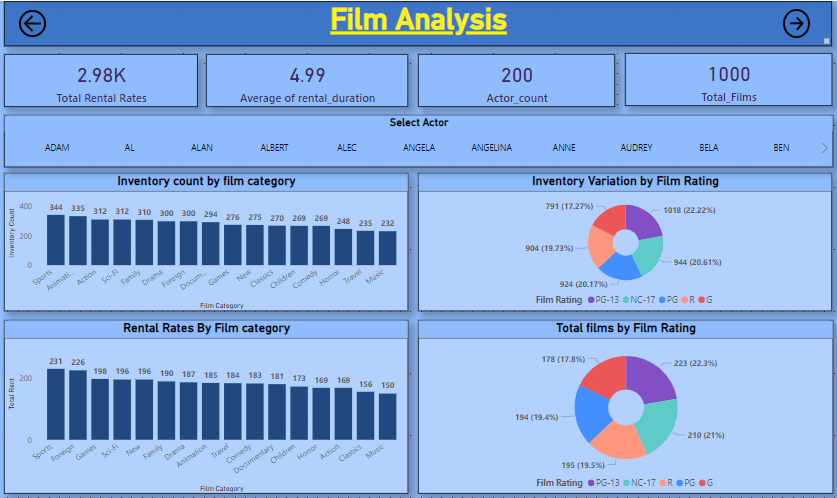 Film Analysis
2.98K
Total Rental Rates
4.99
Average of rental_duration
200
Actor_count
1000
Total_Films
Select Actor
ADAM AL ALAN ALBERT ALEC ANGELA ANGELINA ANNE AUDREY BELA BEN
Inventory count by film category
Inventory Count
400
200
0
344 335 312 312 310 300 300 294 276 275 270 269 269 248 235 232
Sports Animati... Action Sci-Fi Family Drama Foreign Docum... Games New Classics Children Comedy Horror Travel Music
Film Category
Inventory Variation by Film Rating
791 (17.27%)
1018 (22.22%)
904 (19.73%)
944 (20.61%)
924 (20.17%)
Film Rating PG-13 NC-17 PG R G
Rental Rates By Film category
Total Rent
200
0
231 226 198 196 196 190 187 185 184 183 181 173 169 169 156 150
Sports Foreign Games Sci-Fi New Family Drama Animation Travel Comedy Documentary Children Horror Action Classics Music
Film Category
Total films by Film Rating
178 (17.8%)
223 (22.3%)
194 (19.4%)
210 (21%)
195 (19.5%)
Film Rating PG-13 NC-17 R PG G